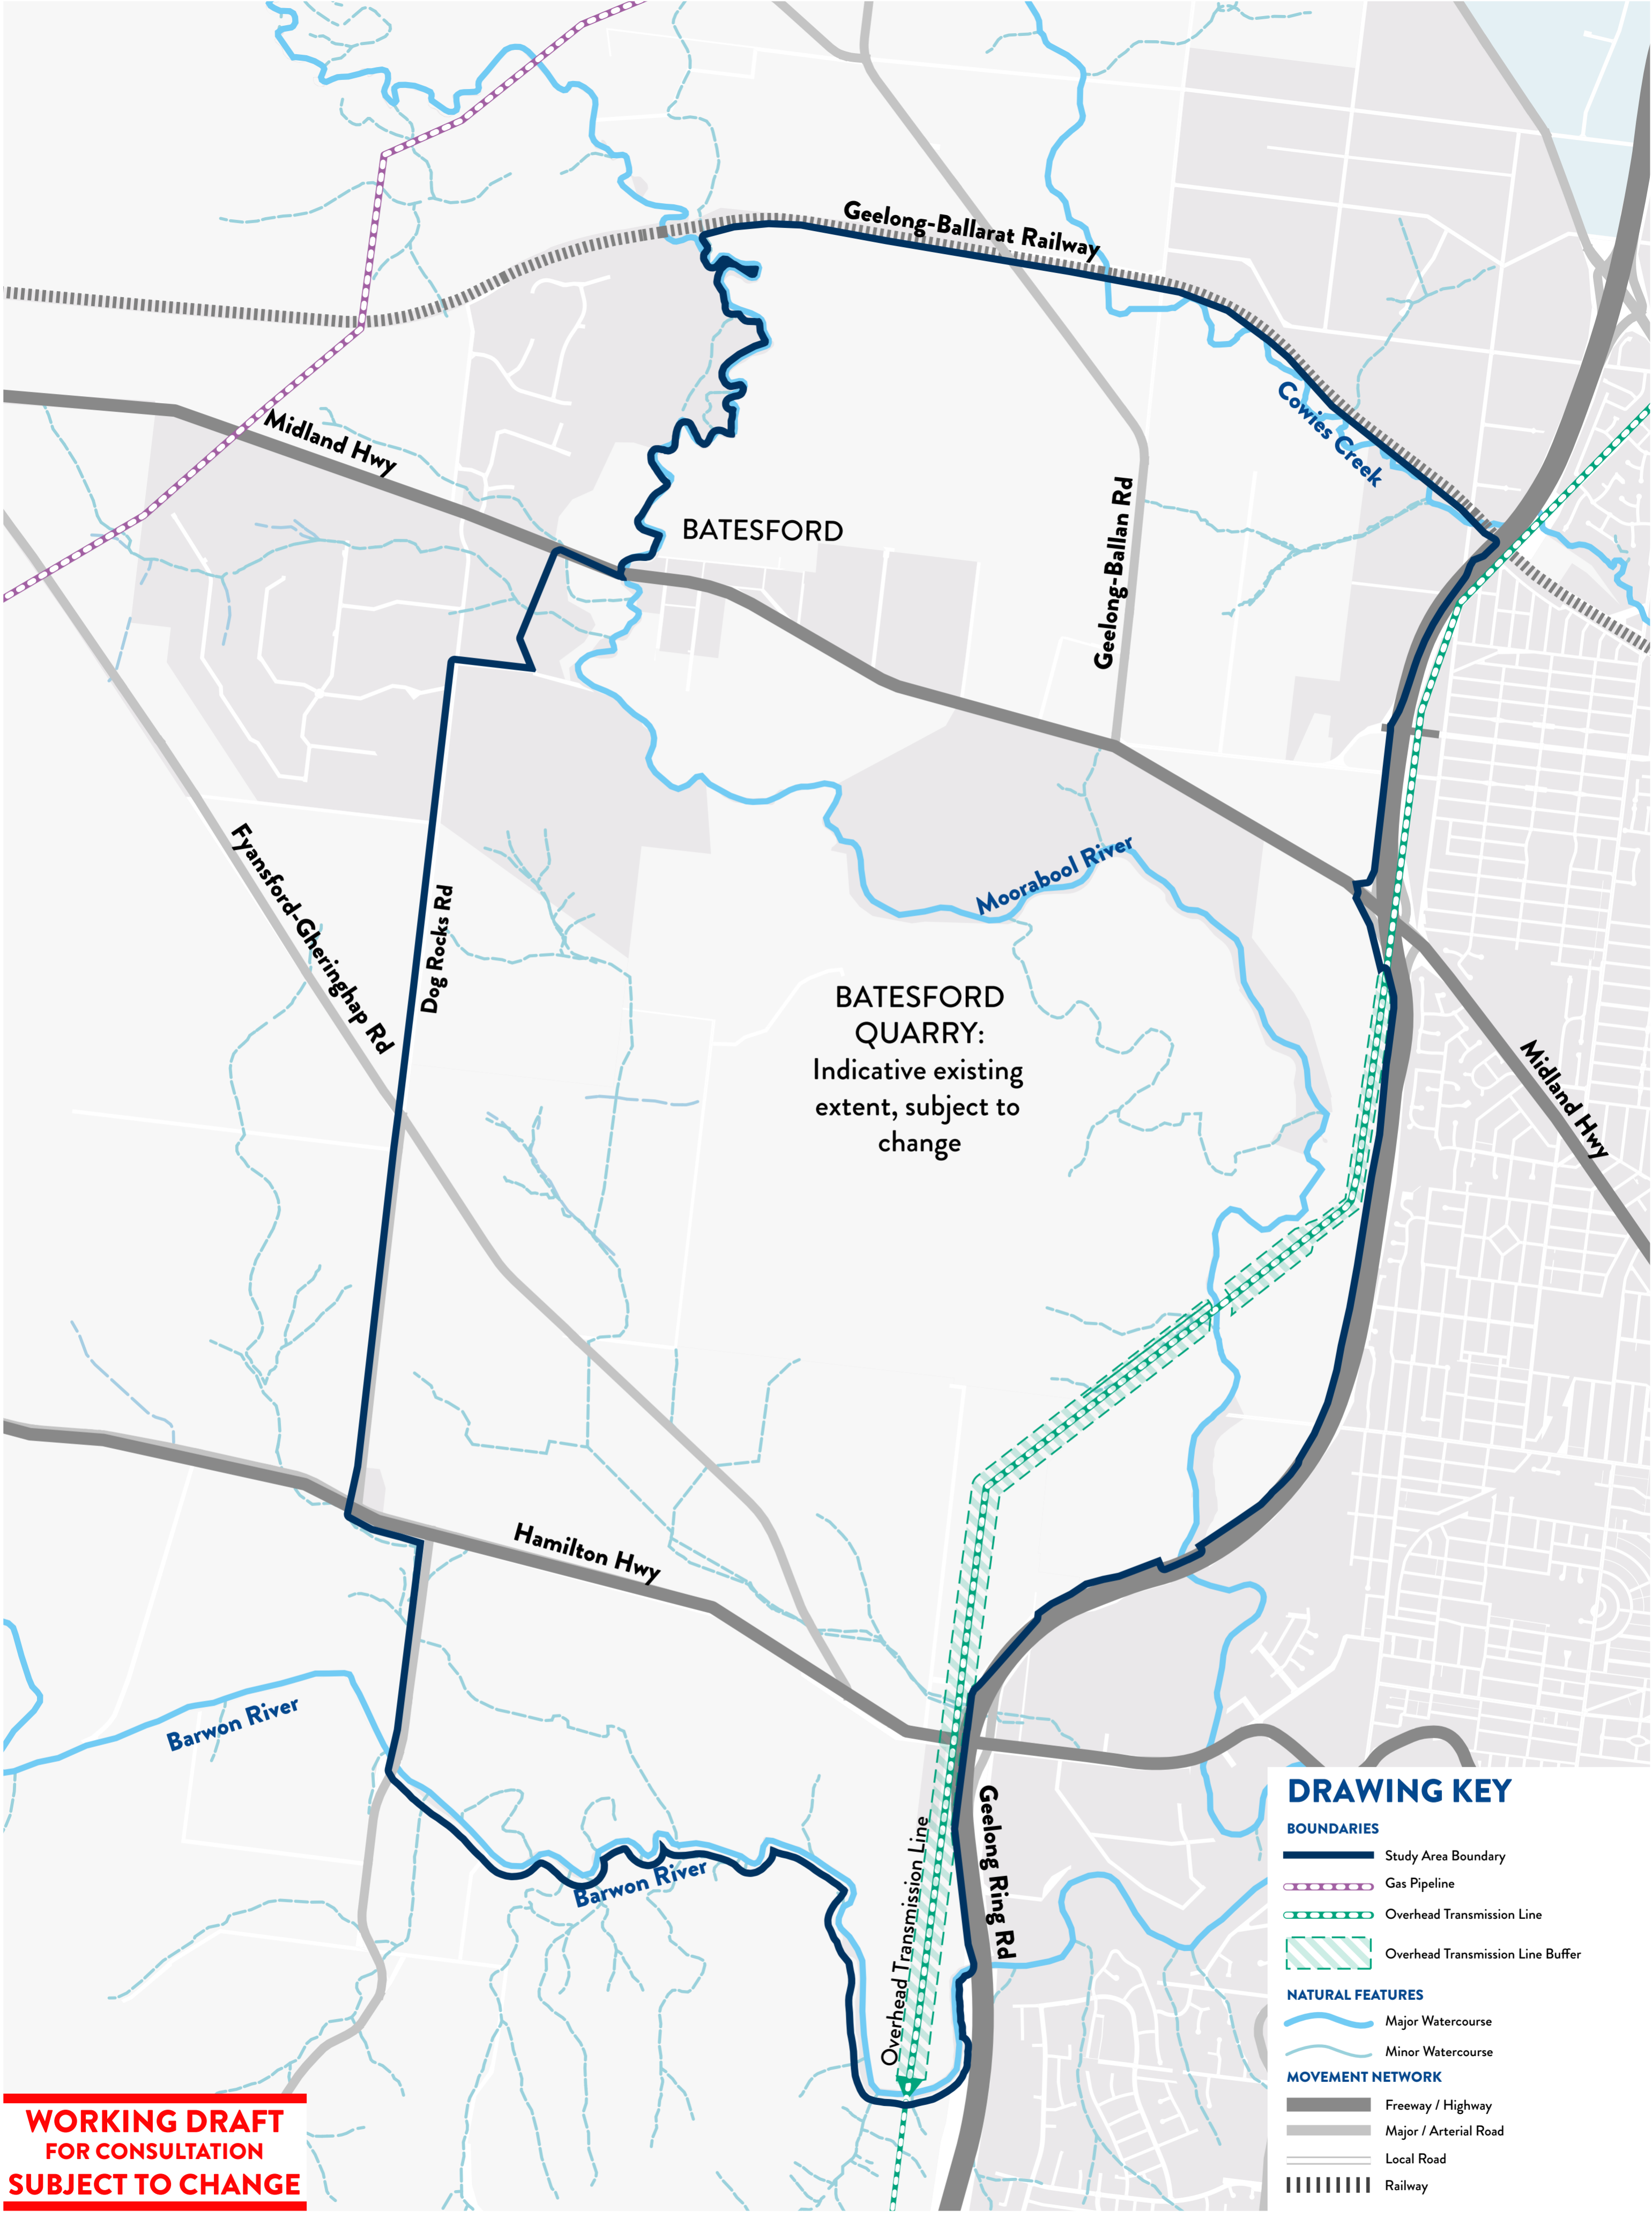 Geelong-Ballarat Railway
Cowies Creek
Midland Hwy
BATESFORD
Geelong-Ballan Rd
Fyansford-Gheringhap Rd
Dog Rocks Rd
Moorabool River
BATESFORD
QUARRY:
Indicative existing
extent, subject to
change
Midland Hwy
Hamilton Hwy
Barwon River
Barwon River
Overhead Transmission Line
Geelong Ring Rd
DRAWING KEY
BOUNDARIES
Study Area Boundary
Gas Pipeline
Overhead Transmission Line
Overhead Transmission Line Buffer
NATURAL FEATURES
Major Watercourse
Minor Watercourse
MOVEMENT NETWORK
Freeway / Highway
Major / Arterial Road
Local Road
Railway
WORKING DRAFT
FOR CONSULTATION
SUBJECT TO CHANGE